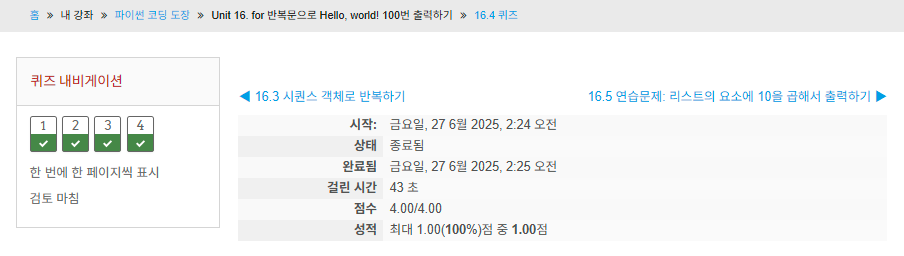 홈 » 내 강좌 » 파이썬 코딩 도장 » Unit 16. for 반복문으로 Hello, world! 100번 출력하기 » 16.4 퀴즈
퀴즈 내비게이션
1 2 3 4
한 번에 한 페이지씩 표시
검토 마침
◀ 16.3 시퀀스 객체로 반복하기
16.5 연습문제: 리스트의 요소에 10을 곱해서 출력하기 ▶
시작: 금요일, 27 6월 2025, 2:24 오전
상태 종료됨
완료됨 금요일, 27 6월 2025, 2:25 오전
걸린 시간 43 초
점수 4.00/4.00
성적 최대 1.00(100%)점 중 1.00점